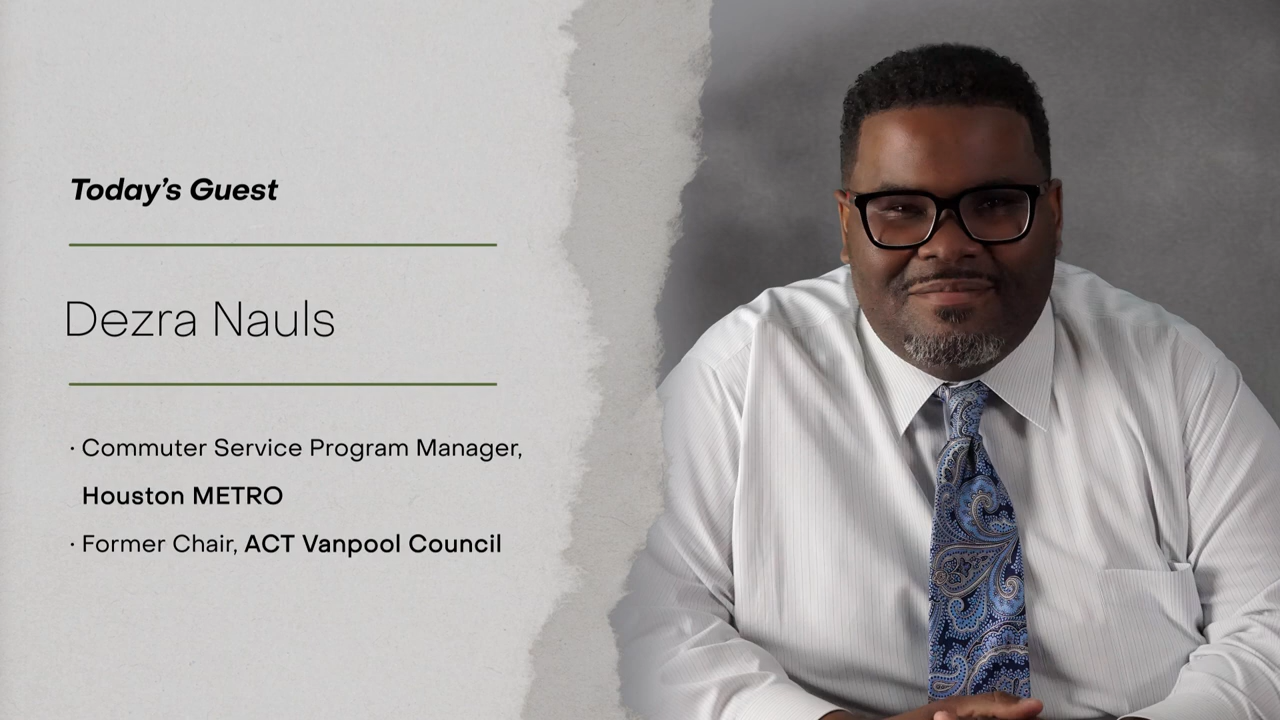 Today’s Guest
Dezra Nauls
· Commuter Service Program Manager,
Houston METRO
· Former Chair, ACT Vanpool Council